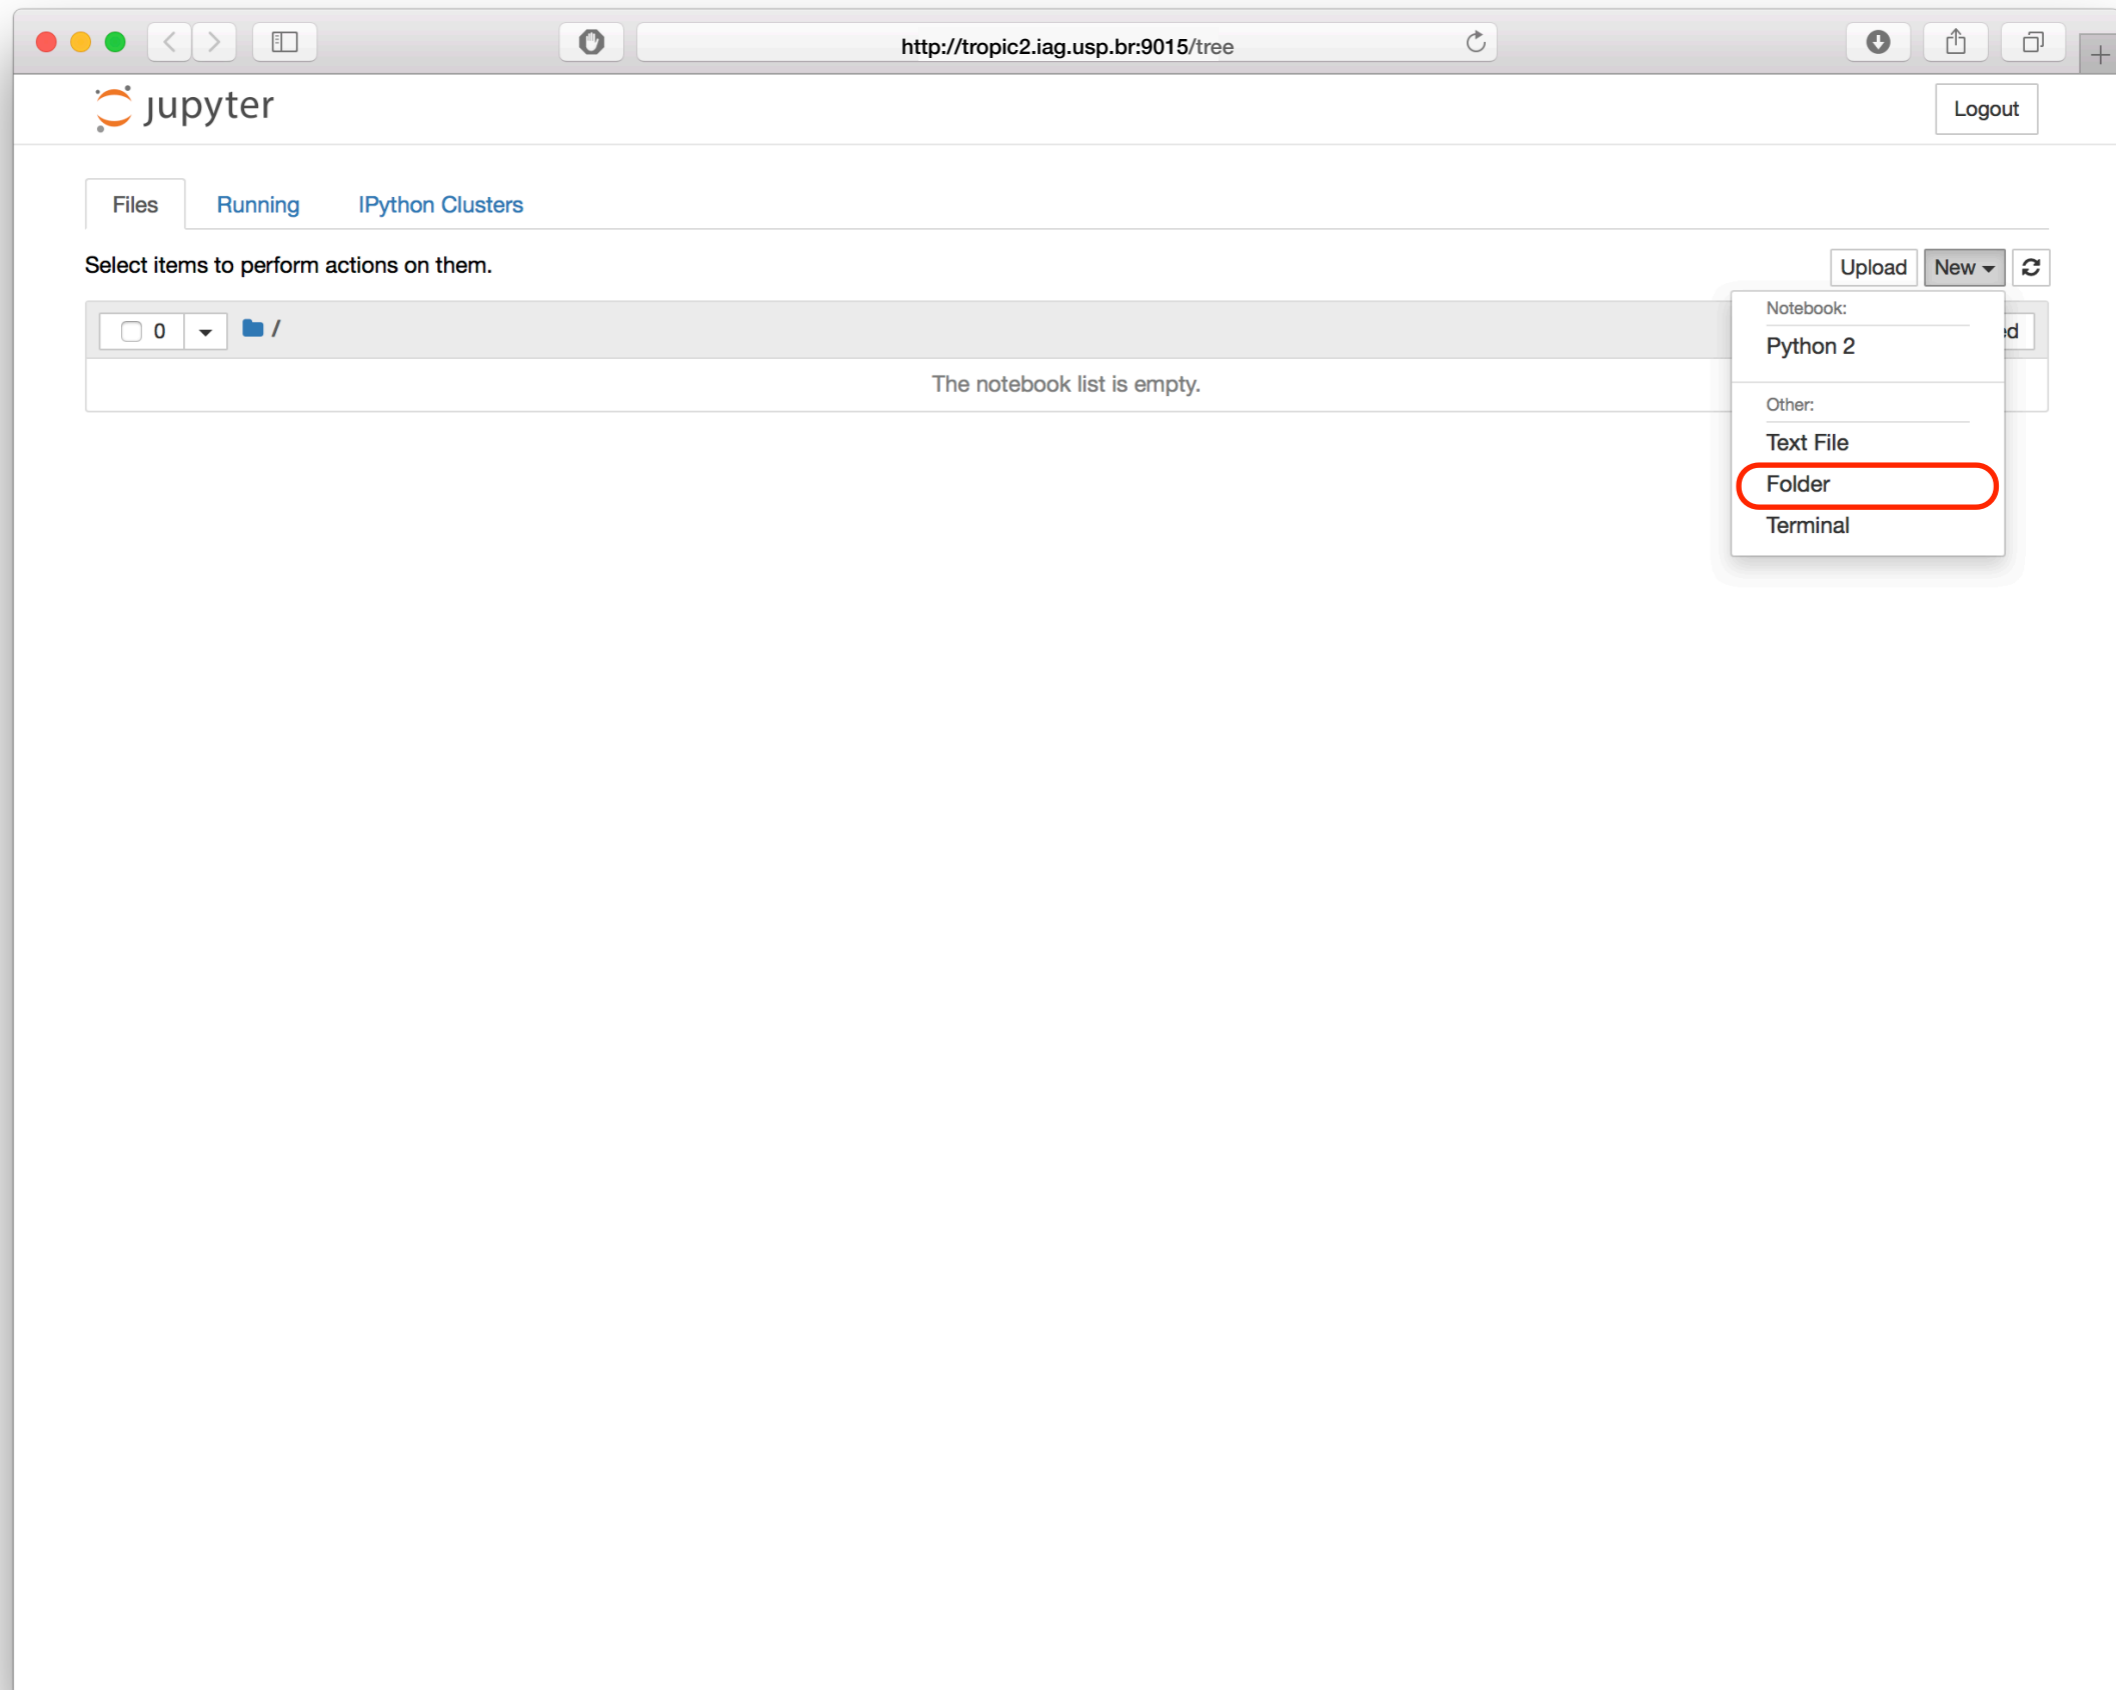 http://tropic2.iag.usp.br:9015/tree
jupyter
Logout
Files Running IPython Clusters
Select items to perform actions on them.
Upload New
0 /
ed
The notebook list is empty.
Notebook:
Python 2
Other:
Text File
Folder
Terminal